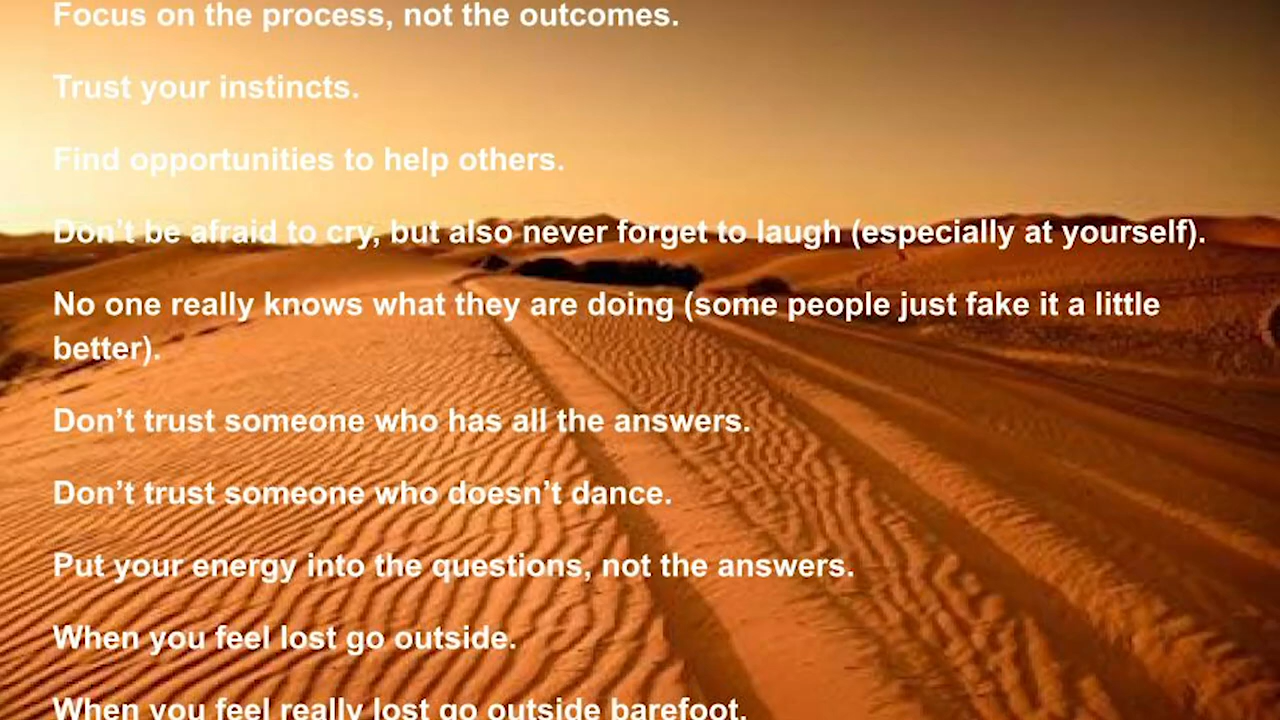 Focus on the process, not the outcomes.
Trust your instincts.
Find opportunities to help others.
Don’t be afraid to cry, but also never forget to laugh (especially at yourself).
No one really knows what they are doing (some people just fake it a little
better).
Don’t trust someone who has all the answers.
Don’t trust someone who doesn’t dance.
Put your energy into the questions, not the answers.
When you feel lost go outside.
When you feel really lost go outside barefoot.